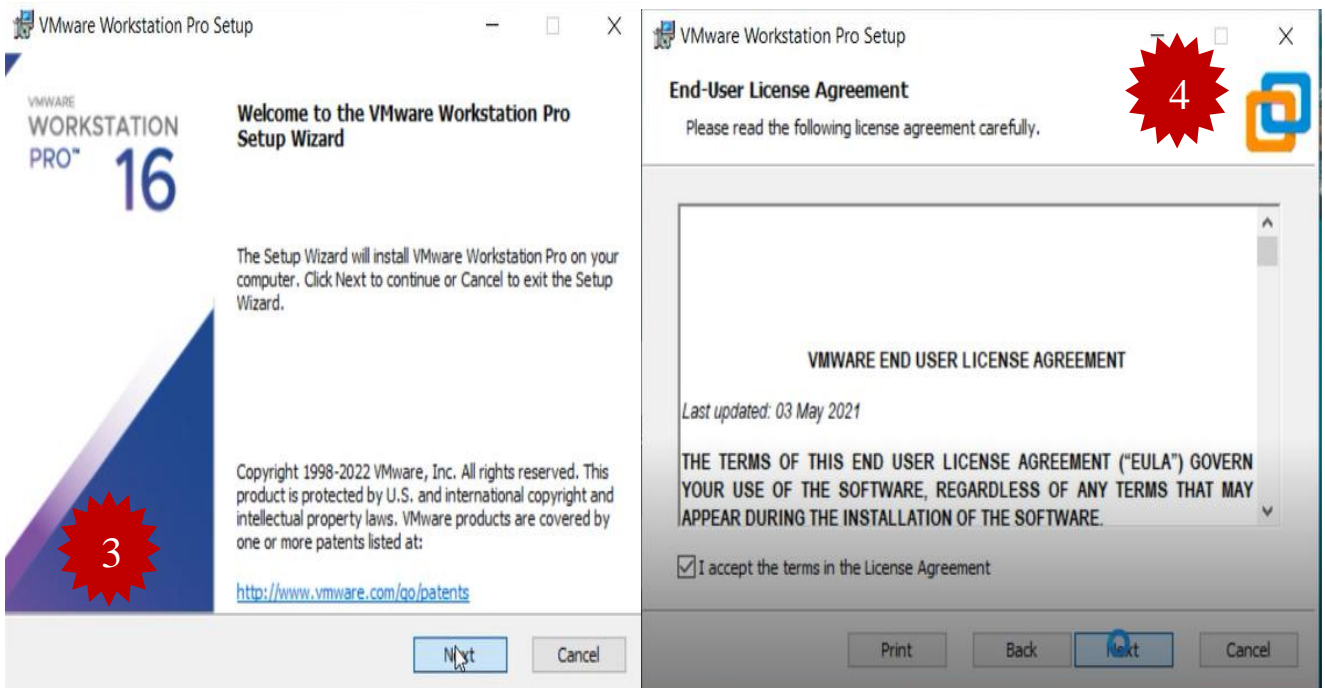 VMware Workstation Pro Setup
VMWARE
WORKSTATION
PRO™ 16
Welcome to the VMware Workstation Pro
Setup Wizard
The Setup Wizard will install VMware Workstation Pro on your
computer. Click Next to continue or Cancel to exit the Setup
Wizard.
Copyright 1998-2022 VMware, Inc. All rights reserved. This
product is protected by U.S. and international copyright and
intellectual property laws. VMware products are covered by
one or more patents listed at:
http://www.vmware.com/go/patents
3
Next
Cancel
VMware Workstation Pro Setup
4
End-User License Agreement
Please read the following license agreement carefully.
VMWARE END USER LICENSE AGREEMENT
Last updated: 03 May 2021
THE TERMS OF THIS END USER LICENSE AGREEMENT (“EULA”) GOVERN
YOUR USE OF THE SOFTWARE, REGARDLESS OF ANY TERMS THAT MAY
APPEAR DURING THE INSTALLATION OF THE SOFTWARE.
I accept the terms in the License Agreement
Print
Back
Next
Cancel